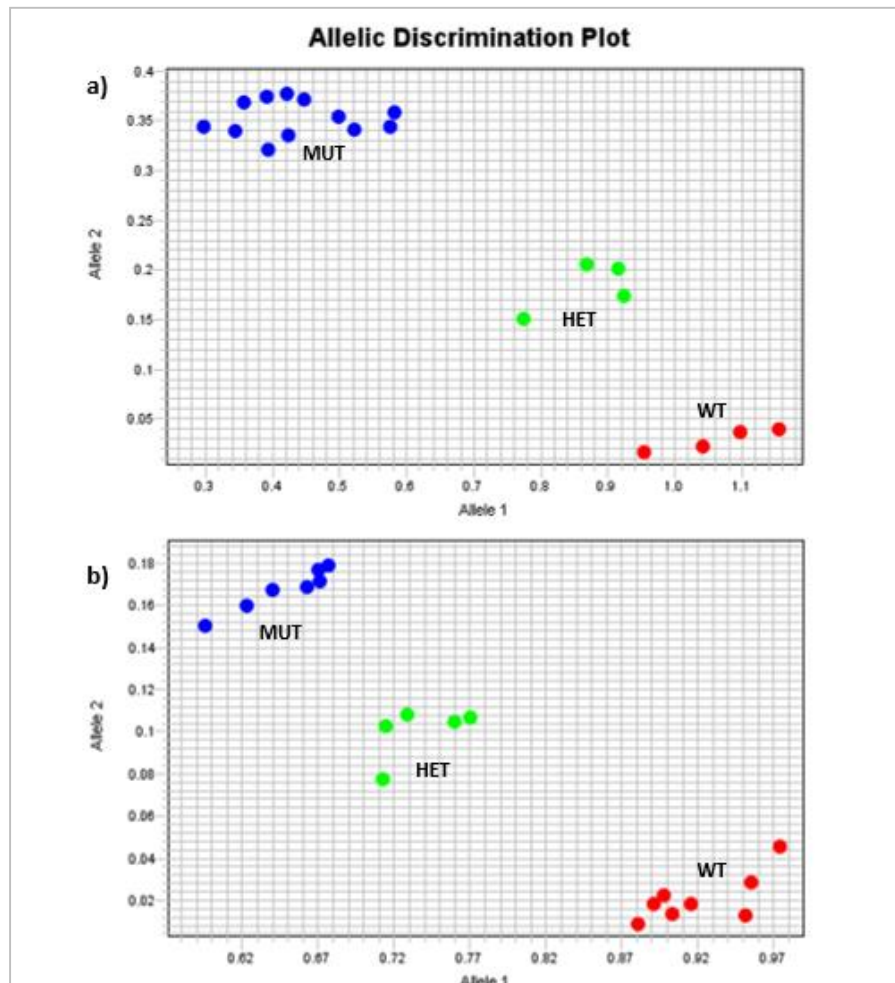 Allelic Discrimination Plot
a)
0.4
0.35
0.3
0.25
0.2
0.15
0.1
0.05
Allele 2
MUT
HET
WT
0.3 0.4 0.5 0.6 0.7 0.8 0.9 1.0 1.1
Allele 1
b)
0.18
0.16
0.14
0.12
0.1
0.08
0.06
0.04
0.02
Allele 2
MUT
HET
WT
0.62 0.67 0.72 0.77 0.82 0.87 0.92 0.97
Allele 1